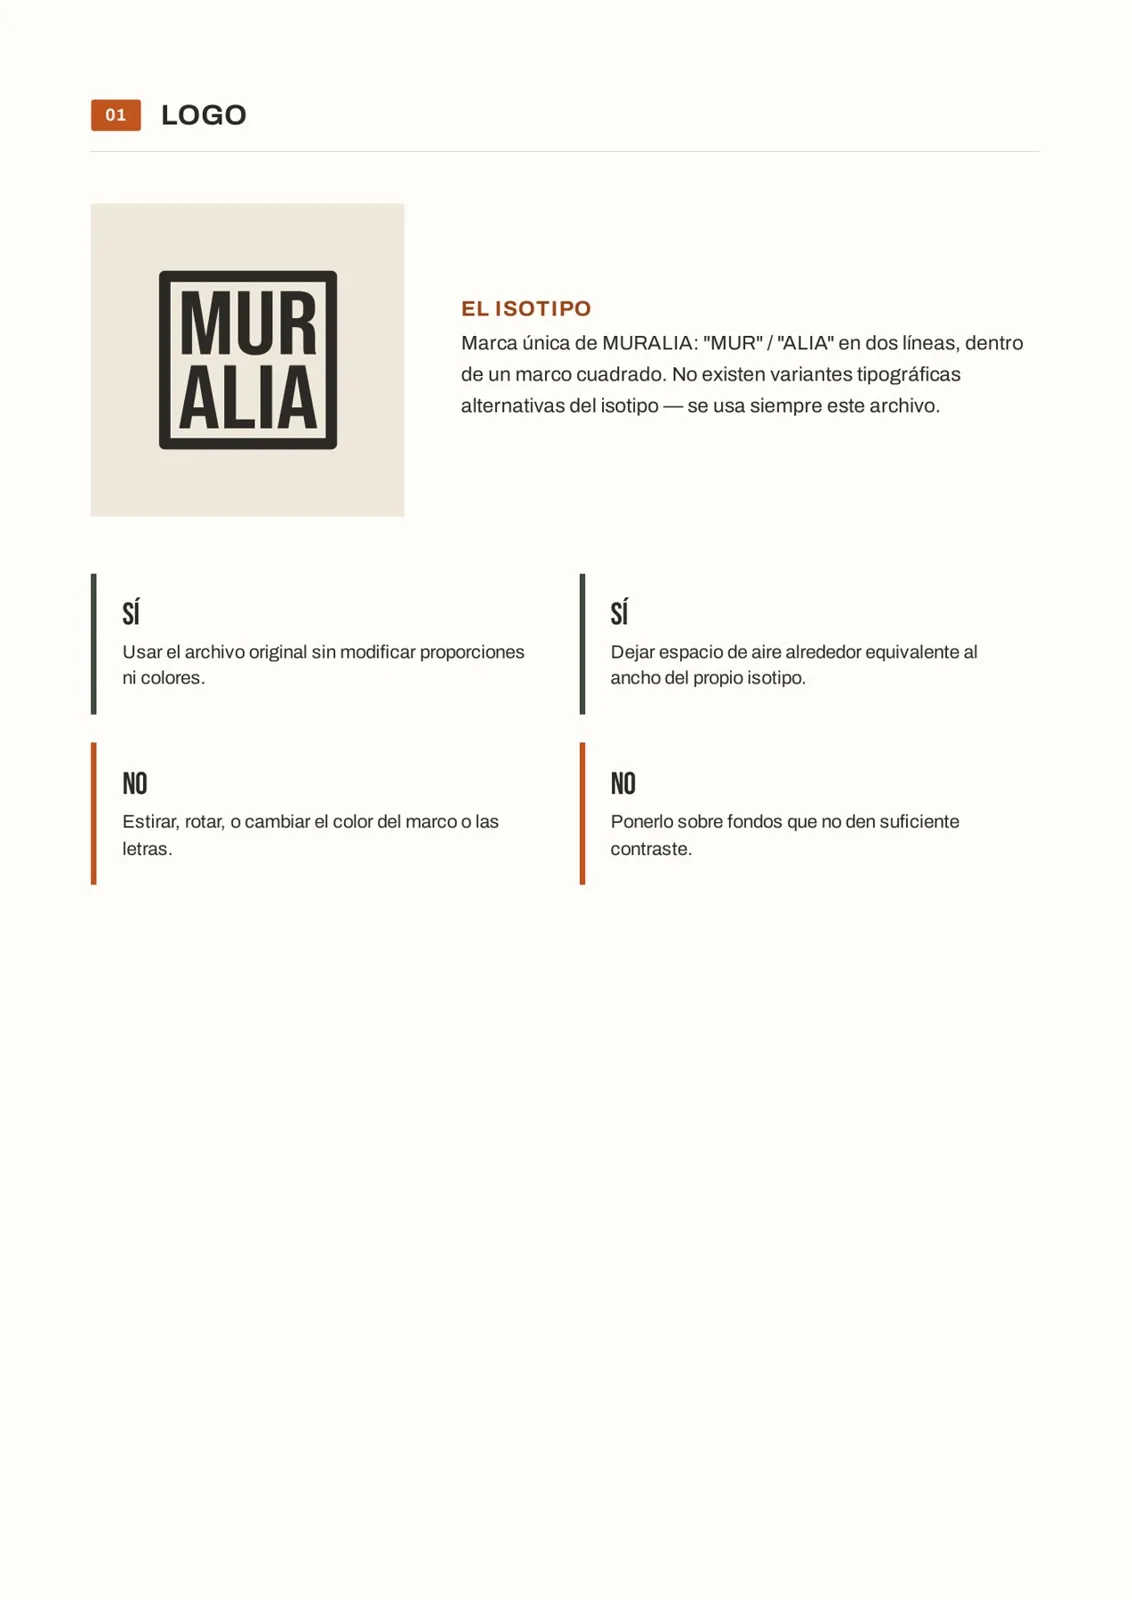 01 LOGO
MUR
ALIA
EL ISOTIPO
Marca única de MURALIA: "MUR" / "ALIA" en dos líneas, dentro
de un marco cuadrado. No existen variantes tipográficas
alternativas del isotipo — se usa siempre este archivo.
SÍ
Usar el archivo original sin modificar proporciones
ni colores.
SÍ
Dejar espacio de aire alrededor equivalente al
ancho del propio isotipo.
NO
Estirar, rotar, o cambiar el color del marco o las
letras.
NO
Ponerlo sobre fondos que no den suficiente
contraste.